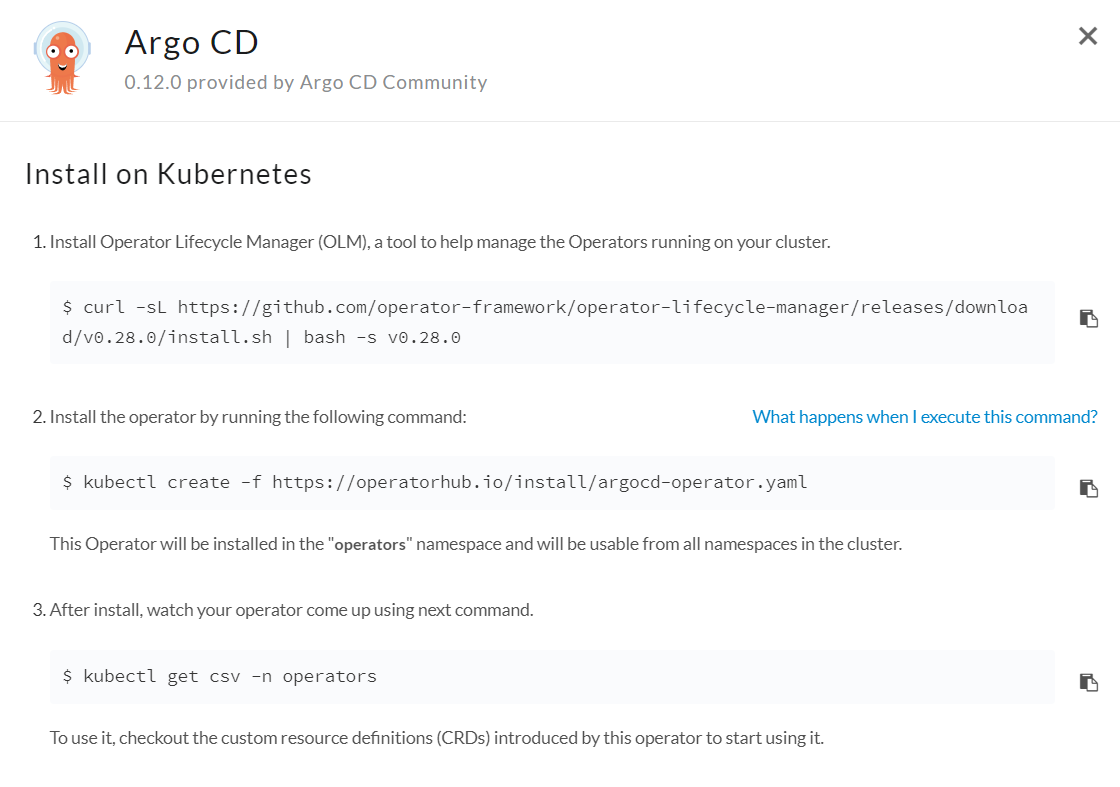 Argo CD
0.12.0 provided by Argo CD Community
Install on Kubernetes
1. Install Operator Lifecycle Manager (OLM), a tool to help manage the Operators running on your cluster.
$ curl -sL https://github.com/operator-framework/operator-lifecycle-manager/releases/downloa
d/v0.28.0/install.sh | bash -s v0.28.0
2. Install the operator by running the following command: What happens when I execute this command?
$ kubectl create -f https://operatorhub.io/install/argocd-operator.yaml
This Operator will be installed in the "operators" namespace and will be usable from all namespaces in the cluster.
3. After install, watch your operator come up using next command.
$ kubectl get csv -n operators
To use it, checkout the custom resource definitions (CRDs) introduced by this operator to start using it.